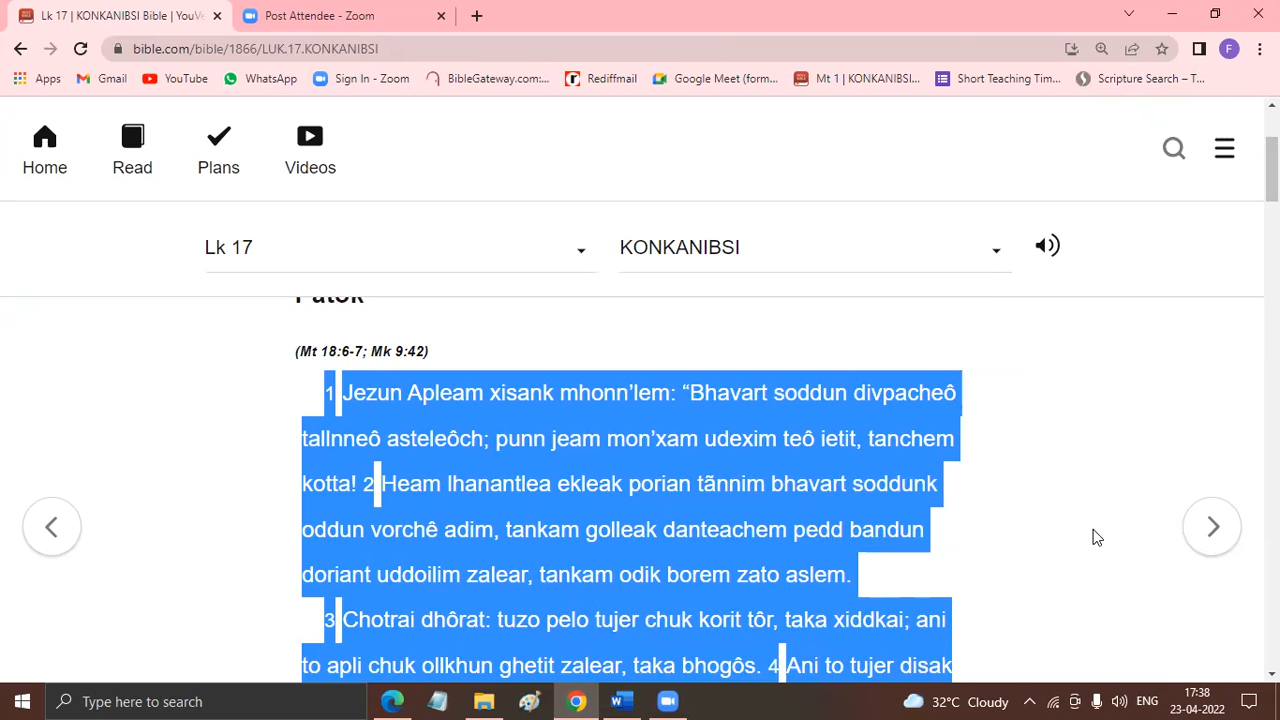 Lk 17 | KONKANIBSI Bible | YouVe
Post Attendee - Zoom
bible.com/bible/1866/LUK.17.KONKANIBSI
F
Apps
Gmail
YouTube
WhatsApp
Sign In - Zoom
BibleGateway.com:...
Rediffmail
Google Meet (form...
Mt 1 | KONKANIBSI...
Short Teaching Tim...
Scripture Search – T...
Home
Read
Plans
Videos
Lk 17
KONKANIBSI
Patok
(Mt 18:6-7; Mk 9:42)
1 Jezun Apleam xisank mhonn’lem: “Bhavart soddun divpacheô
tallnneô asteleôch; punn jeam mon’xam udexim teô ietit, tanchem
kotta! 2 Heam lhanantlea ekleak porian tãnnim bhavart soddunk
oddun vorchê adim, tankam golleak danteachem pedd bandun
doriant uddoilim zalear, tankam odik borem zato aslem.
3 Chotrai dhôrat: tuzo pelo tujer chuk korit tôr, taka xiddkai; ani
to apli chuk ollkhun ghetit zalear, taka bhogôs. 4 Ani to tujer disak
Type here to search
32°C Cloudy
ENG
17:38
23-04-2022